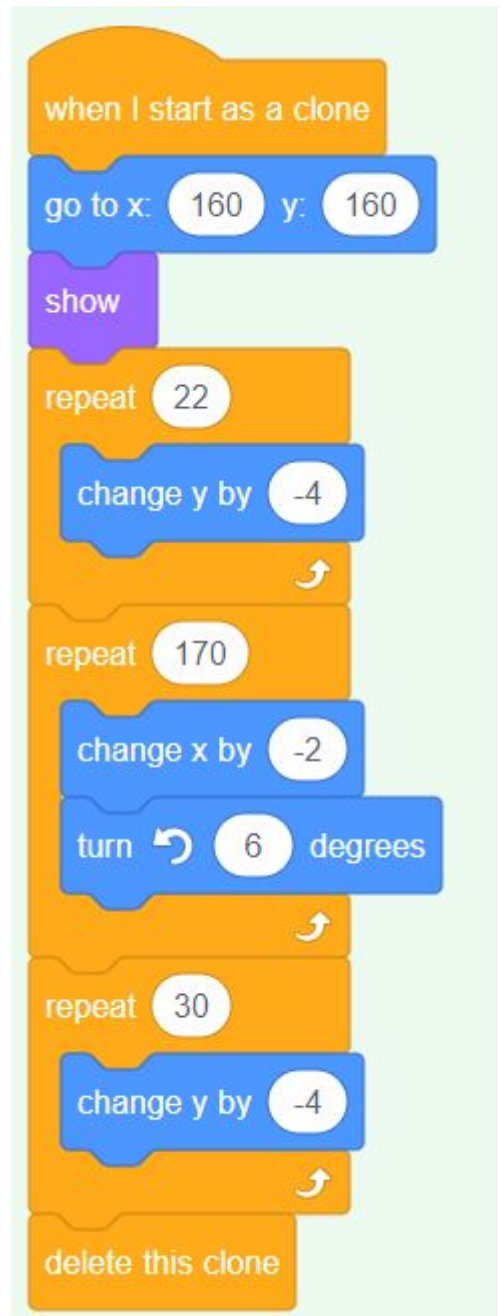 when I start as a clone
go to x: 160 y: 160
show
repeat 22
change y by -4
repeat 170
change x by -2
turn 6 degrees
repeat 30
change y by -4
delete this clone